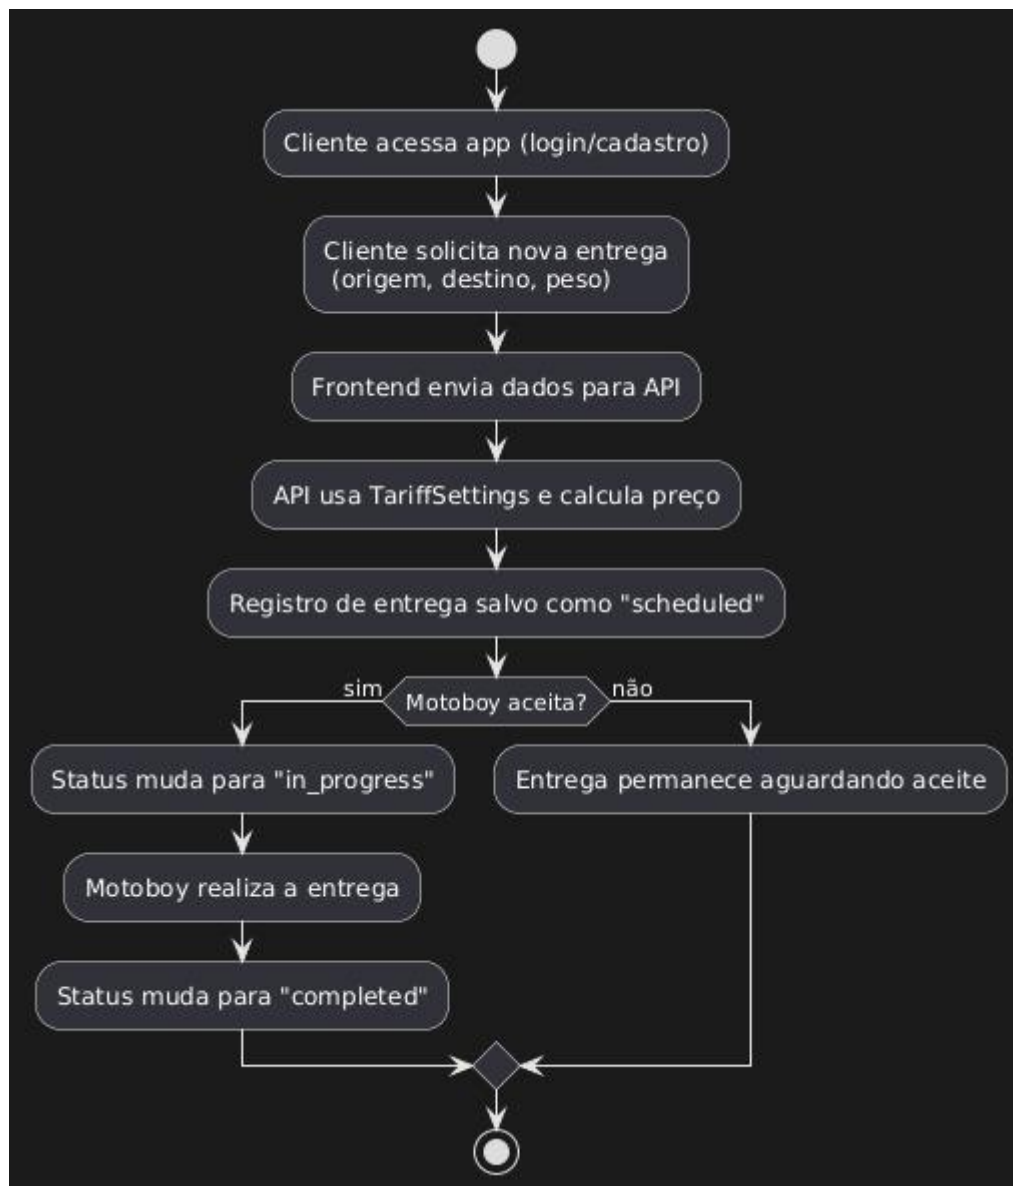 Cliente acessa app (login/cadastro)
Cliente solicita nova entrega
(origem, destino, peso)
Frontend envia dados para API
API usa TariffSettings e calcula preço
Registro de entrega salvo como "scheduled"
sim
Motoboy aceita?
não
Status muda para "in_progress"
Entrega permanece aguardando aceite
Motoboy realiza a entrega
Status muda para "completed"